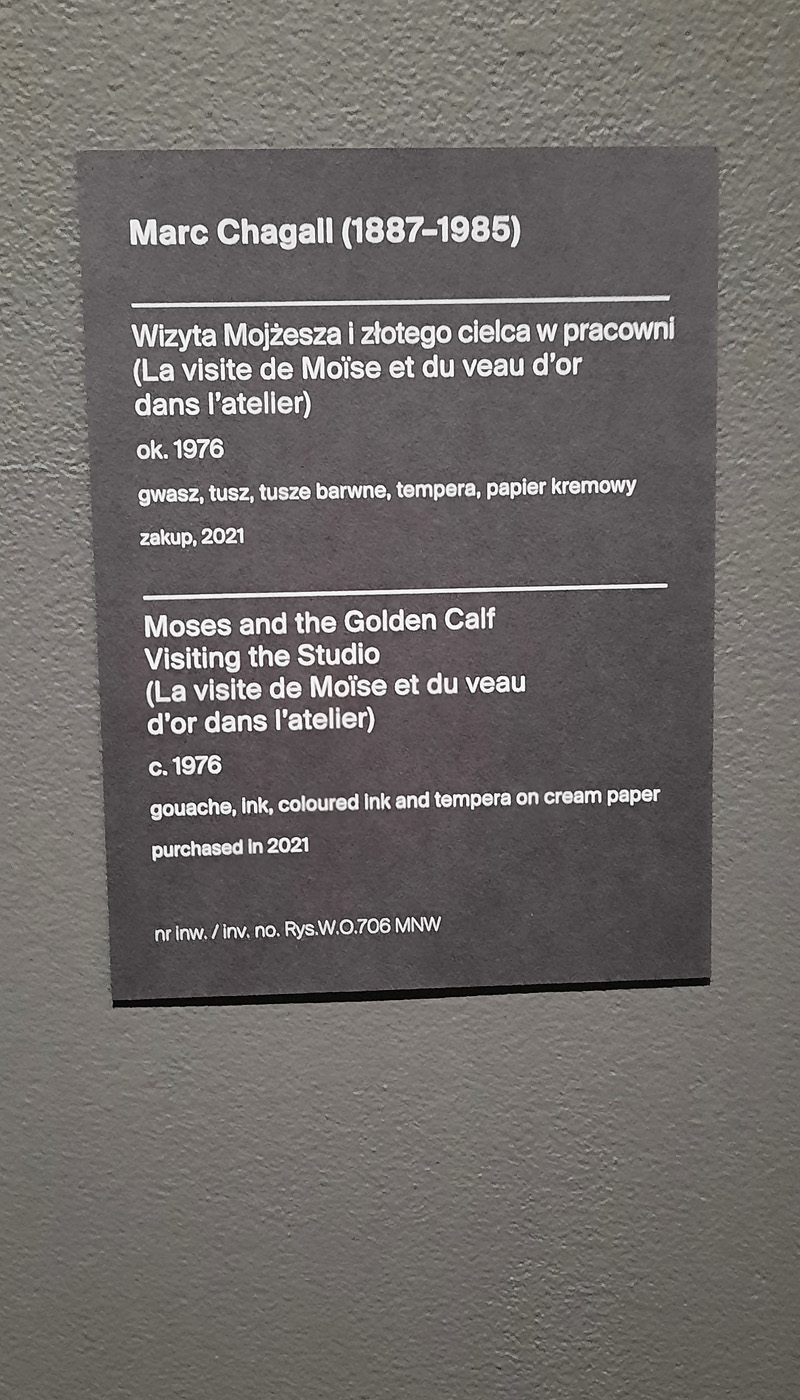 Marc Chagall (1887–1985)
Wizyta Mojżesza i złotego cielca w pracowni
(La visite de Moïse et du veau d’or
dans l’atelier)
ok. 1976
gwasz, tusz, tusze barwne, tempera, papier kremowy
zakup, 2021
Moses and the Golden Calf
Visiting the Studio
(La visite de Moïse et du veau
d’or dans l’atelier)
c. 1976
gouache, ink, coloured ink and tempera on cream paper
purchased in 2021
nr inw. / inv. no. Rys.W.O.706 MNW